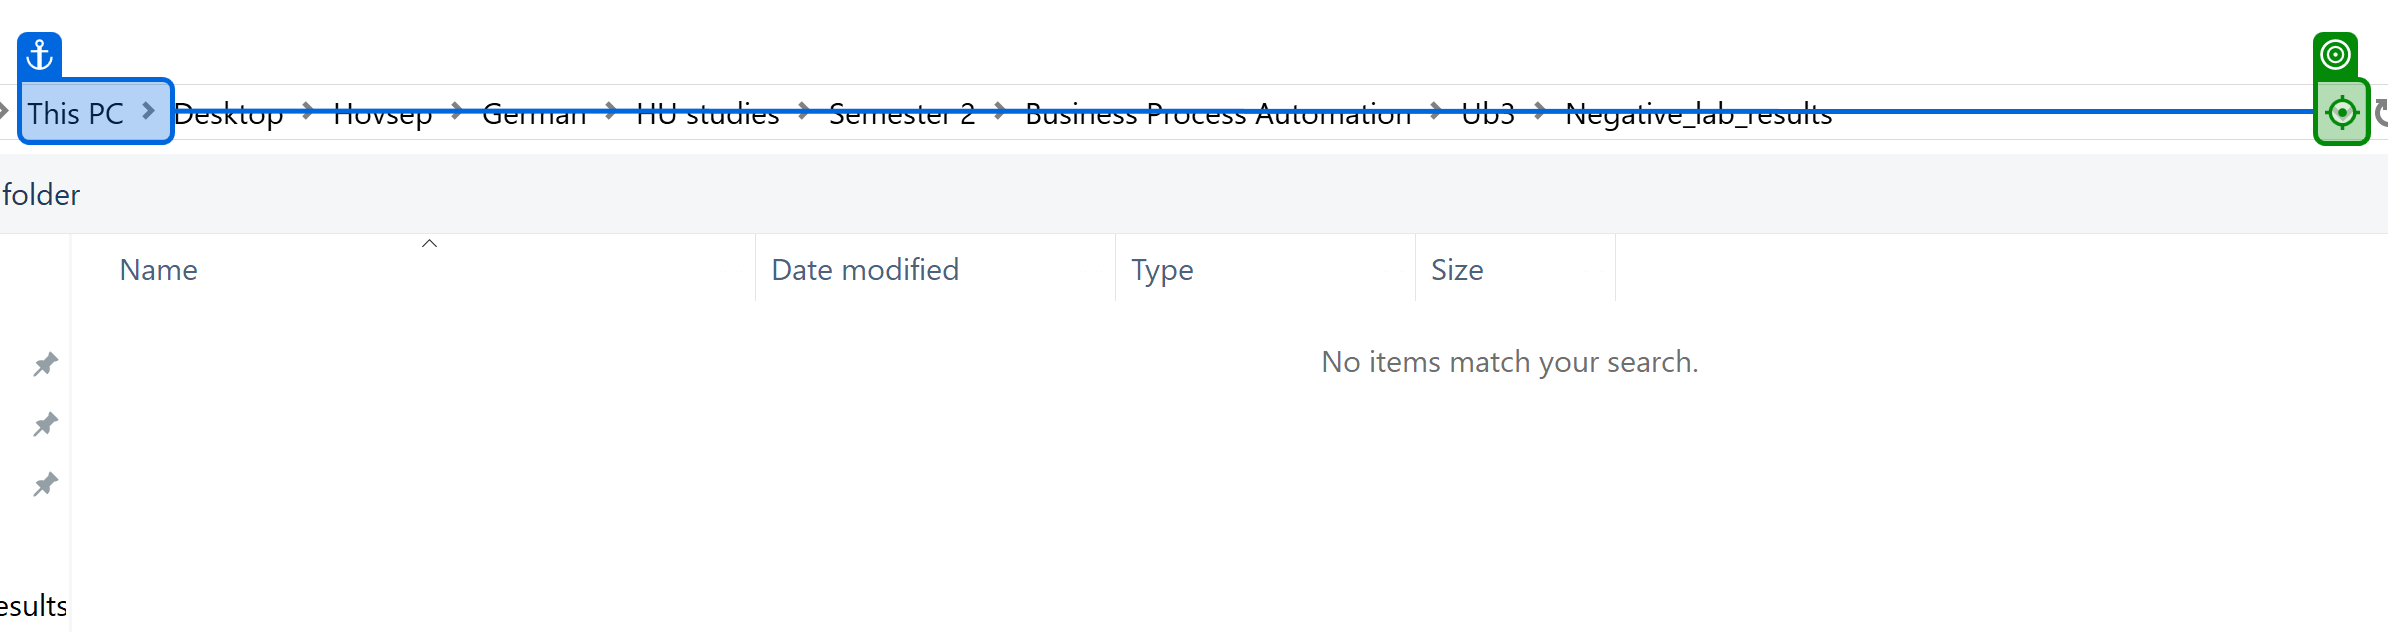 This PC Desktop Hovsep German HU studies Semester 2 Business Process Automation Ub3 Negative_lab_results
folder
Name Date modified Type Size
No items match your search.
esults